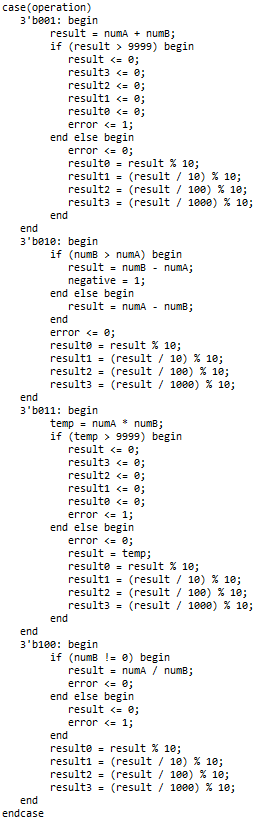 case(operation)
   3'b001: begin
        result = numA + numB;
        if (result > 9999) begin
           result <= 0;
           result3 <= 0;
           result2 <= 0;
           result1 <= 0;
           result0 <= 0;
           error <= 1;
        end else begin
           error <= 0;
           result0 = result % 10;
           result1 = (result / 10) % 10;
           result2 = (result / 100) % 10;
           result3 = (result / 1000) % 10;
        end
   end
   3'b010: begin
        if (numB > numA) begin
           result = numB - numA;
           negative = 1;
        end else begin
           result = numA - numB;
        end
        error <= 0;
        result0 = result % 10;
        result1 = (result / 10) % 10;
        result2 = (result / 100) % 10;
        result3 = (result / 1000) % 10;
   end
   3'b011: begin
        temp = numA * numB;
        if (temp > 9999) begin
           result <= 0;
           result3 <= 0;
           result2 <= 0;
           result1 <= 0;
           result0 <= 0;
           error <= 1;
        end else begin
           error <= 0;
           result = temp;
           result0 = result % 10;
           result1 = (result / 10) % 10;
           result2 = (result / 100) % 10;
           result3 = (result / 1000) % 10;
        end
   end
   3'b100: begin
        if (numB != 0) begin
           result = numA / numB;
           error <= 0;
        end else begin
           result <= 0;
           error <= 1;
        end
        result0 = result % 10;
        result1 = (result / 10) % 10;
        result2 = (result / 100) % 10;
        result3 = (result / 1000) % 10;
   end
endcase